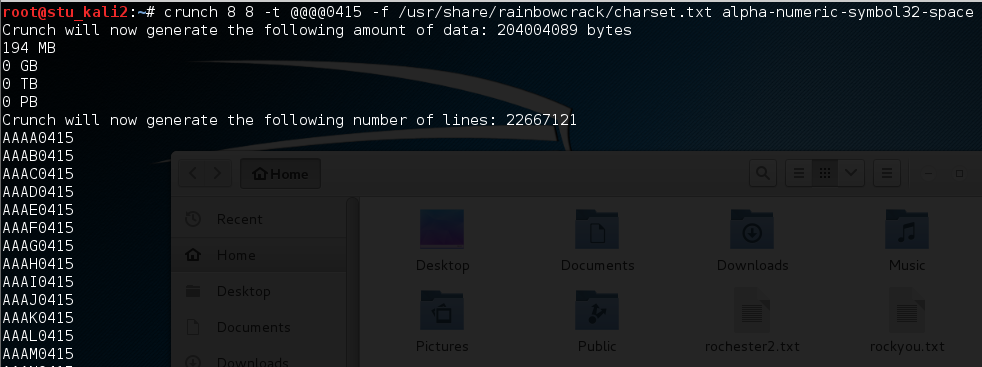 root@stu_kali2:~# crunch 8 8 -t @@@@0415 -f /usr/share/rainbowcrack/charset.txt alpha-numeric-symbol32-space
Crunch will now generate the following amount of data: 204004089 bytes
194 MB
0 GB
0 TB
0 PB
Crunch will now generate the following number of lines: 22667121
AAAA0415
AAAB0415
AAAC0415
AAAD0415
AAAE0415
AAAF0415
AAAG0415
AAAH0415
AAAI0415
AAAJ0415
AAAK0415
AAAL0415
AAAM0415
Home
Recent
Home
Desktop
Documents
Downloads
Desktop
Documents
Downloads
Music
Pictures
Public
rochester2.txt
rockyou.txt